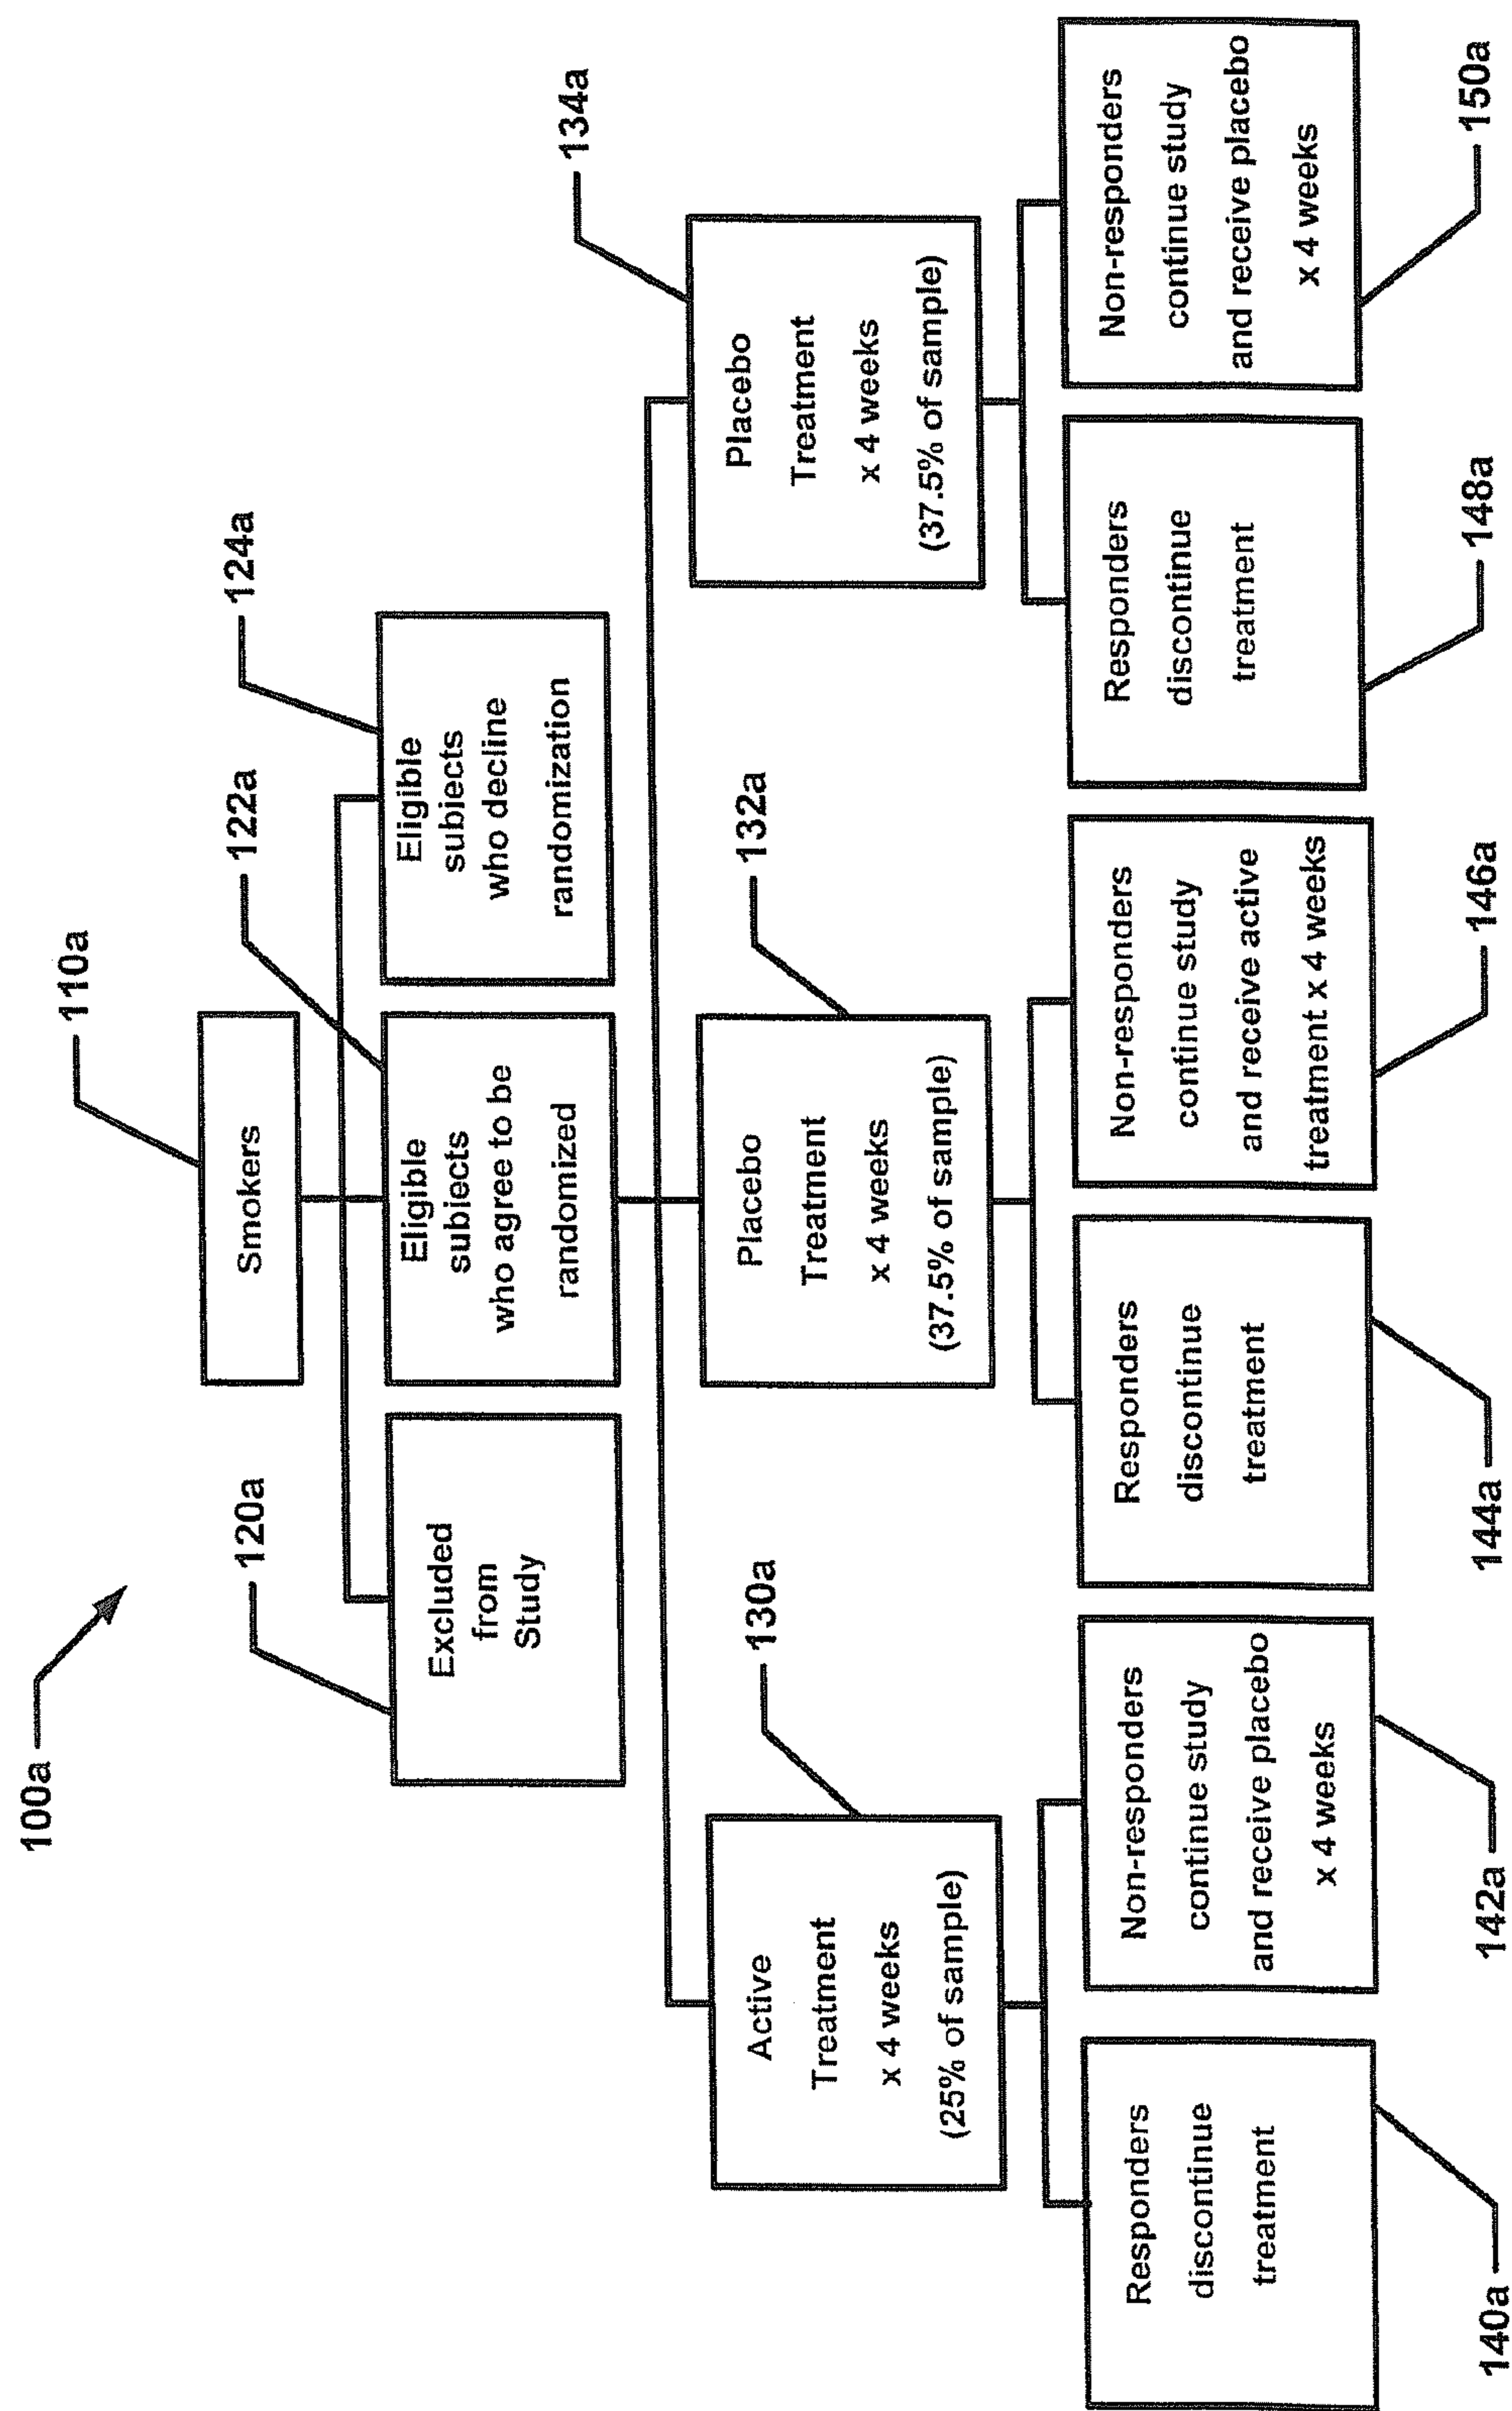 100a
110a
Smokers
120a
122a
124a
Excluded
from
Study
Eligible
subjects
who agree to be
randomized
Eligible
subjects
who decline
randomization
130a
132a
134a
Active
Treatment
x 4 weeks
(25% of sample)
Placebo
Treatment
x 4 weeks
(37.5% of sample)
Placebo
Treatment
x 4 weeks
(37.5% of sample)
Responders
discontinue
treatment
Non-responders
continue study
and receive placebo
x 4 weeks
Responders
discontinue
treatment
Non-responders
continue study
and receive active
treatment x 4 weeks
Responders
discontinue
treatment
Non-responders
continue study
and receive placebo
x 4 weeks
140a
142a
144a
146a
148a
150a